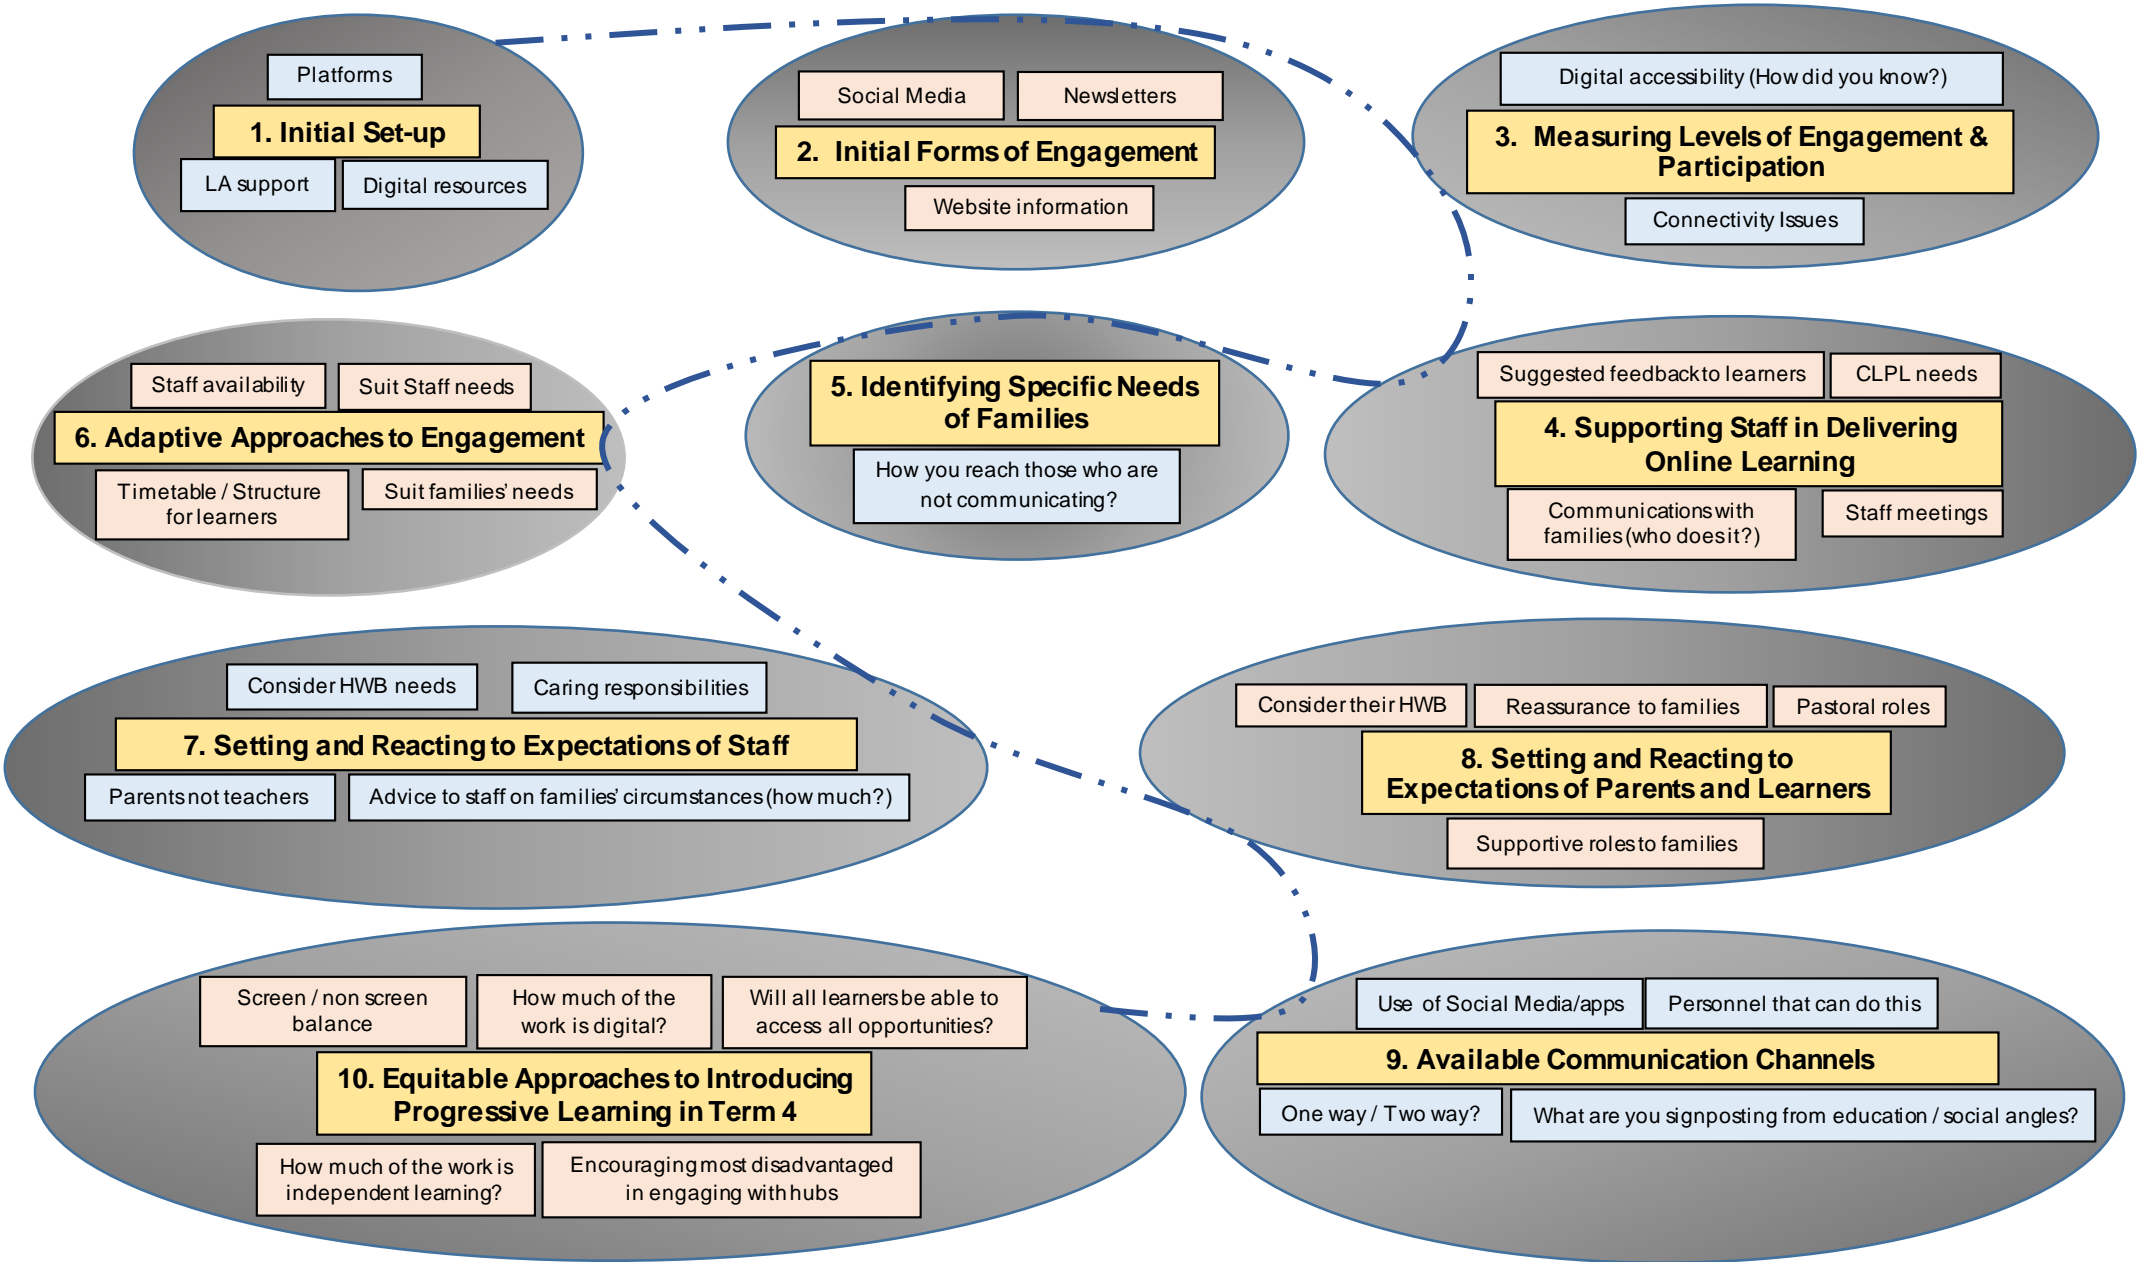 Platforms
1. Initial Set-up
LA support
Digital resources
Social Media
Newsletters
2. Initial Forms of Engagement
Website information
Digital accessibility (How did you know?)
3. Measuring Levels of Engagement &
Participation
Connectivity Issues
Suggested feedback to learners
CLPL needs
4. Supporting Staff in Delivering
Online Learning
Communications with
families (who does it?)
Staff meetings
5. Identifying Specific Needs
of Families
How you reach those who are
not communicating?
Staff availability
Suit Staff needs
6. Adaptive Approaches to Engagement
Timetable / Structure
for learners
Suit families’ needs
Consider HWB needs
Caring responsibilities
7. Setting and Reacting to Expectations of Staff
Parents not teachers
Advice to staff on families’ circumstances (how much?)
Consider their HWB
Reassurance to families
Pastoral roles
8. Setting and Reacting to
Expectations of Parents and Learners
Supportive roles to families
Use of Social Media/apps
Personnel that can do this
9. Available Communication Channels
One way / Two way?
What are you signposting from education / social angles?
Screen / non screen
balance
How much of the
work is digital?
Will all learners be able to
access all opportunities?
10. Equitable Approaches to Introducing
Progressive Learning in Term 4
How much of the work is
independent learning?
Encouraging most disadvantaged
in engaging with hubs